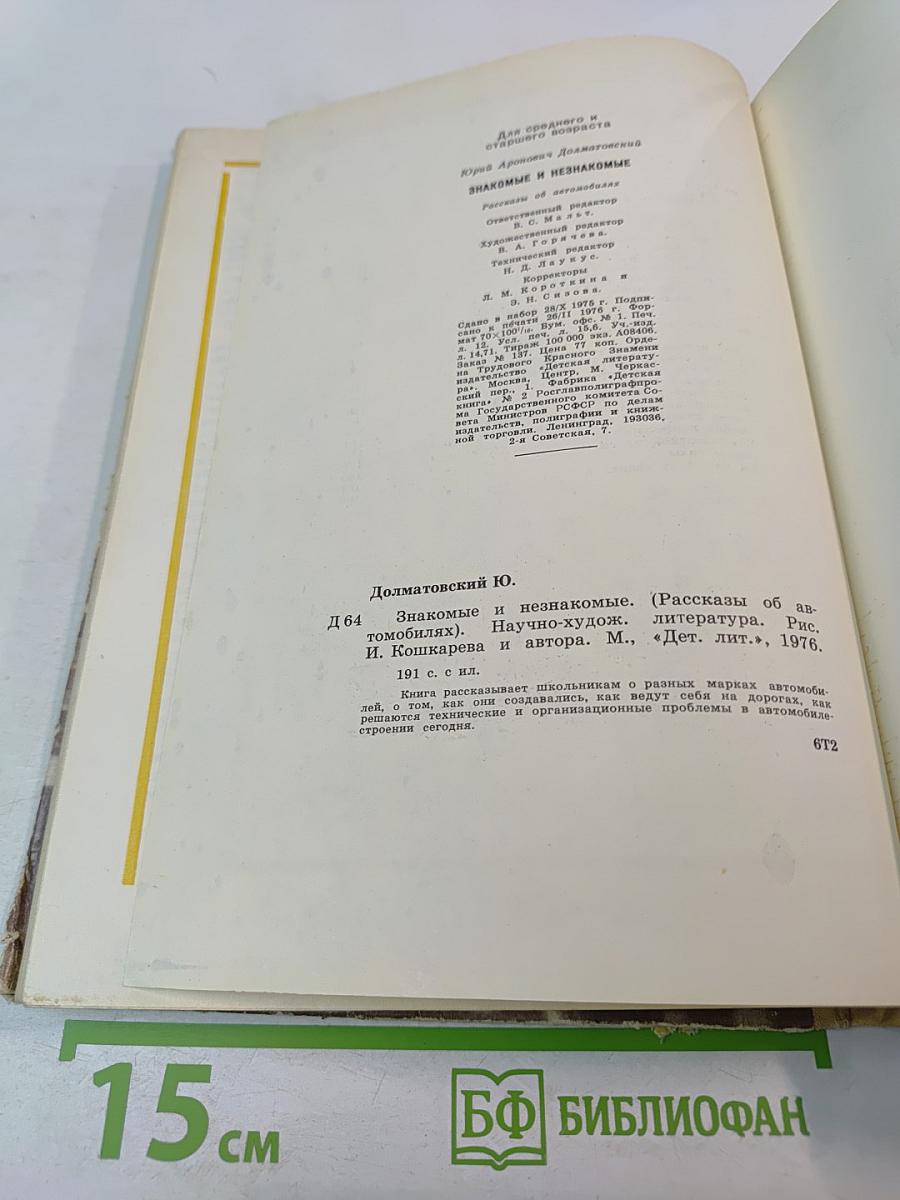 Для среднего и
старшего возраста
Юрий Аронович Долматовский
ЗНАКОМЫЕ И НЕЗНАКОМЫЕ
Рассказы об автомобилях
Ответственный редактор
В. С. Мальт.
Художественный редактор
В. А. Горячева.
Технический редактор
Н. Д. Лаукус.
Корректоры
Л. М. Короткина и
Э. Н. Сизова.
Сдано в набор 28/X 1975 г. Подпи-
сано к печати 26/II 1976 г. Фор-
мат 70×100¹/₁₆. Бум. офс. № 1. Печ.
л. 12. Усл. печ. л. 15,6. Уч.-изд.
л. 14,71. Тираж 100 000 экз. А08406.
Заказ № 137. Цена 77 коп. Орде-
на Трудового Красного Знамени
издательство «Детская литерату-
ра». Москва, Центр, М. Черкас-
ский пер., 1. Фабрика «Детская
книга» № 2 Росглавполиграфпро-
ма Государственного комитета Со-
вета Министров РСФСР по делам
издательств, полиграфии и книж-
ной торговли. Ленинград, 193036,
2-я Советская, 7.
Долматовский Ю.
Д 64 Знакомые и незнакомые. (Рассказы об ав-
томобилях). Научно-худож. литература. Рис.
И. Кошкарева и автора. М., «Дет. лит.», 1976.
191 с. с ил.
Книга рассказывает школьникам о разных марках автомоби-
лей, о том, как они создавались, как ведут себя на дорогах, как
решаются технические и организационные проблемы в автомобиле-
строении сегодня.
6Т2
15 см
БФ БИБЛИОФАН